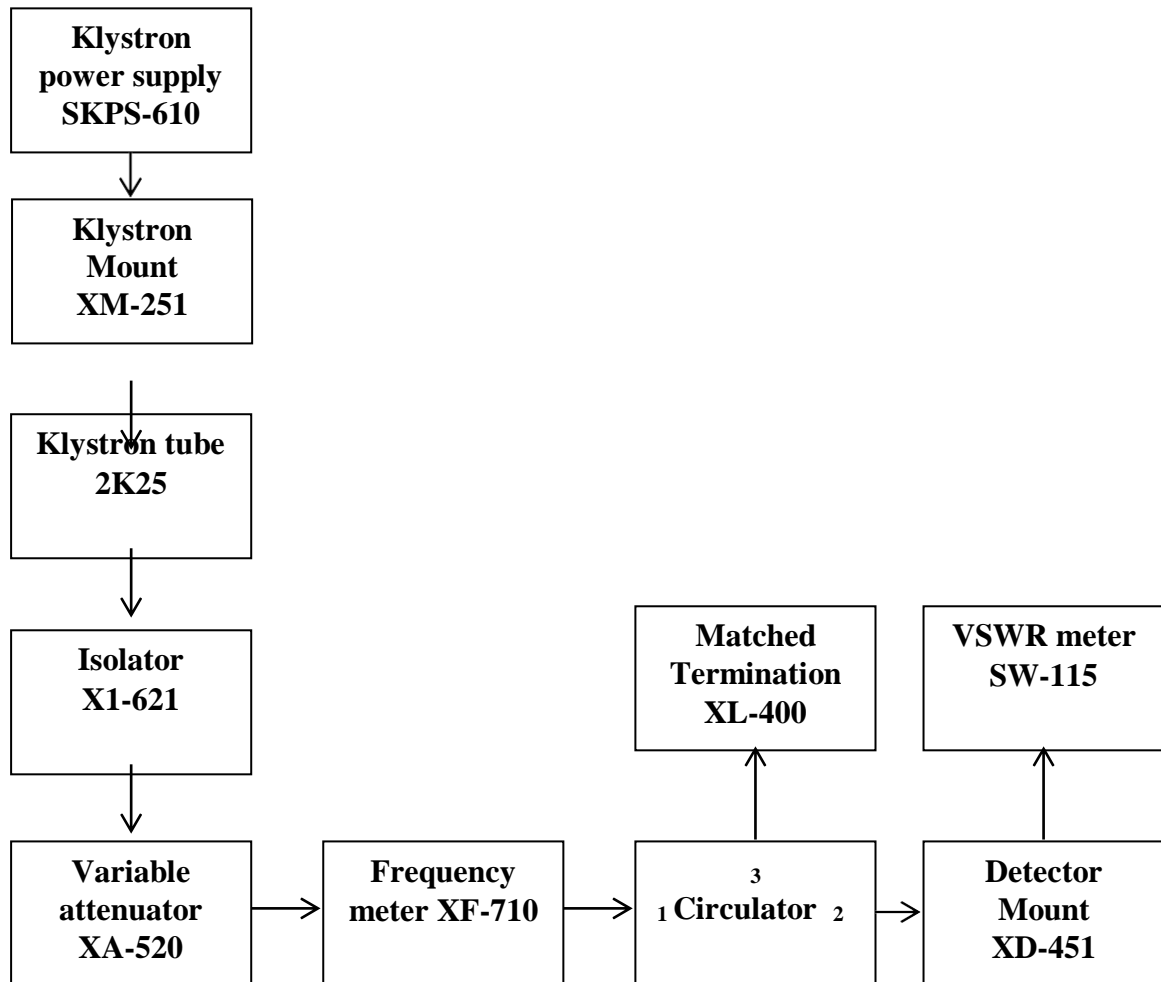 Klystron
power supply
SKPS-610
Klystron
Mount
XM-251
Klystron tube
2K25
Isolator
X1-621
Matched
Termination
XL-400
VSWR meter
SW-115
Variable
attenuator
XA-520
Frequency
meter XF-710
3
1 Circulator 2
Detector
Mount
XD-451